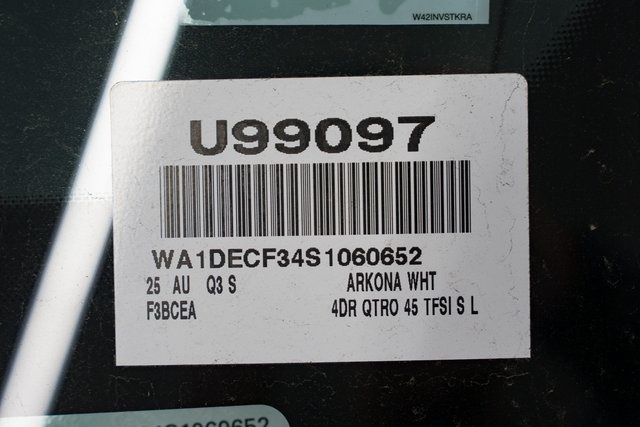 W42INVSTKRA
U99097
WA1DECF34S1060652
25 AU Q3 S ARKONA WHT
F3BCEA 4DR QTRO 45 TFSI S L